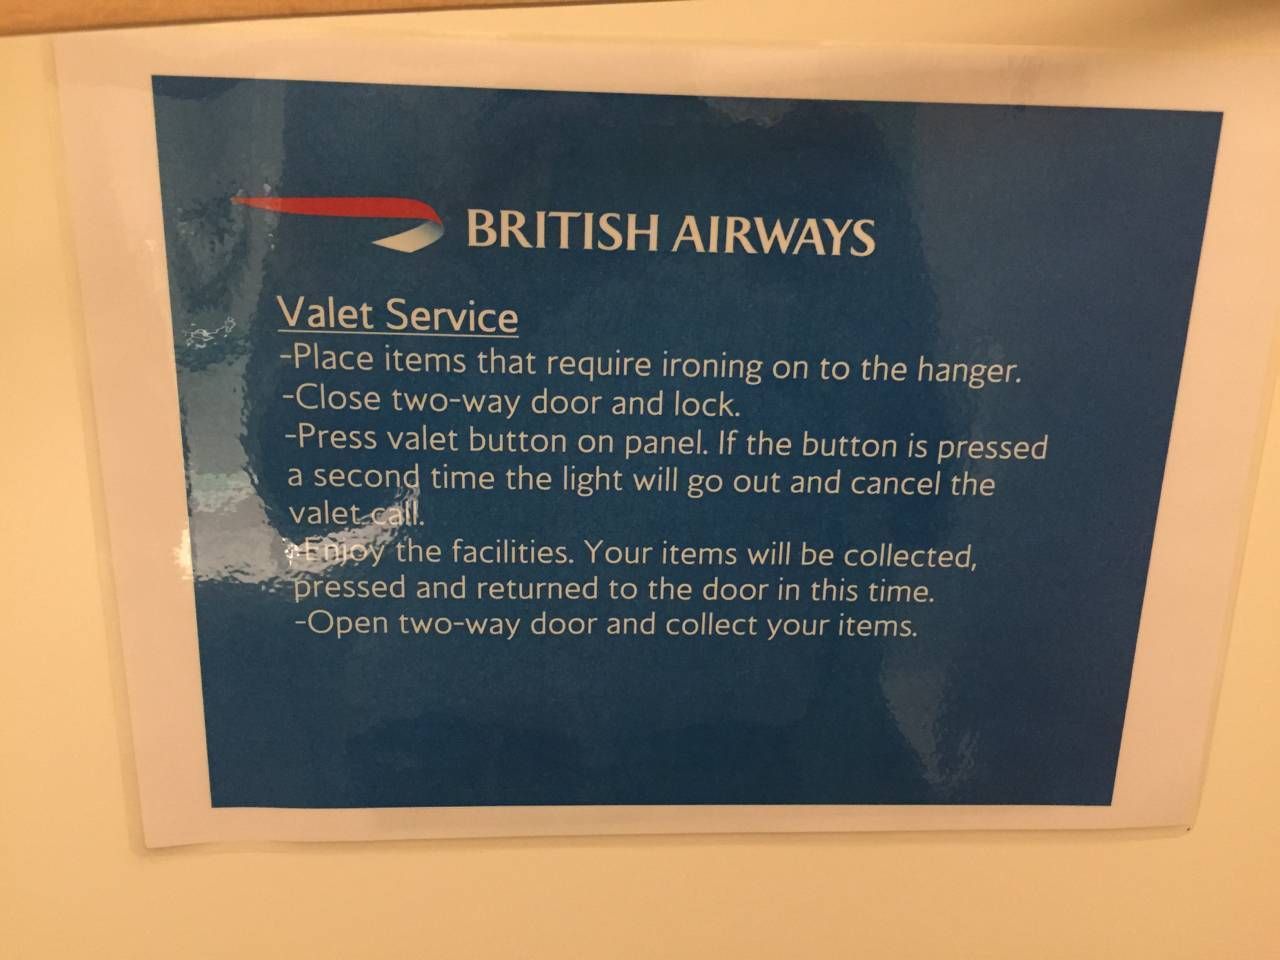 BRITISH AIRWAYS
Valet Service
-Place items that require ironing on to the hanger.
-Close two-way door and lock.
-Press valet button on panel. If the button is pressed
a second time the light will go out and cancel the
valet call.
-Enjoy the facilities. Your items will be collected,
pressed and returned to the door in this time.
-Open two-way door and collect your items.